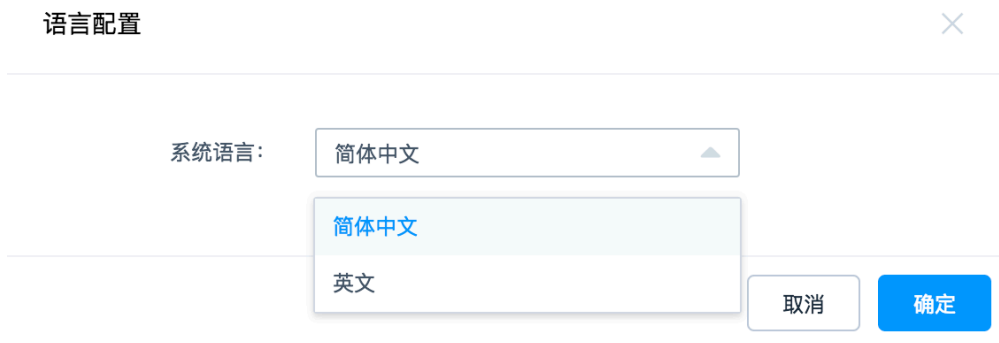 语言配置
系统语言：
简体中文
简体中文
英文
取消
确定